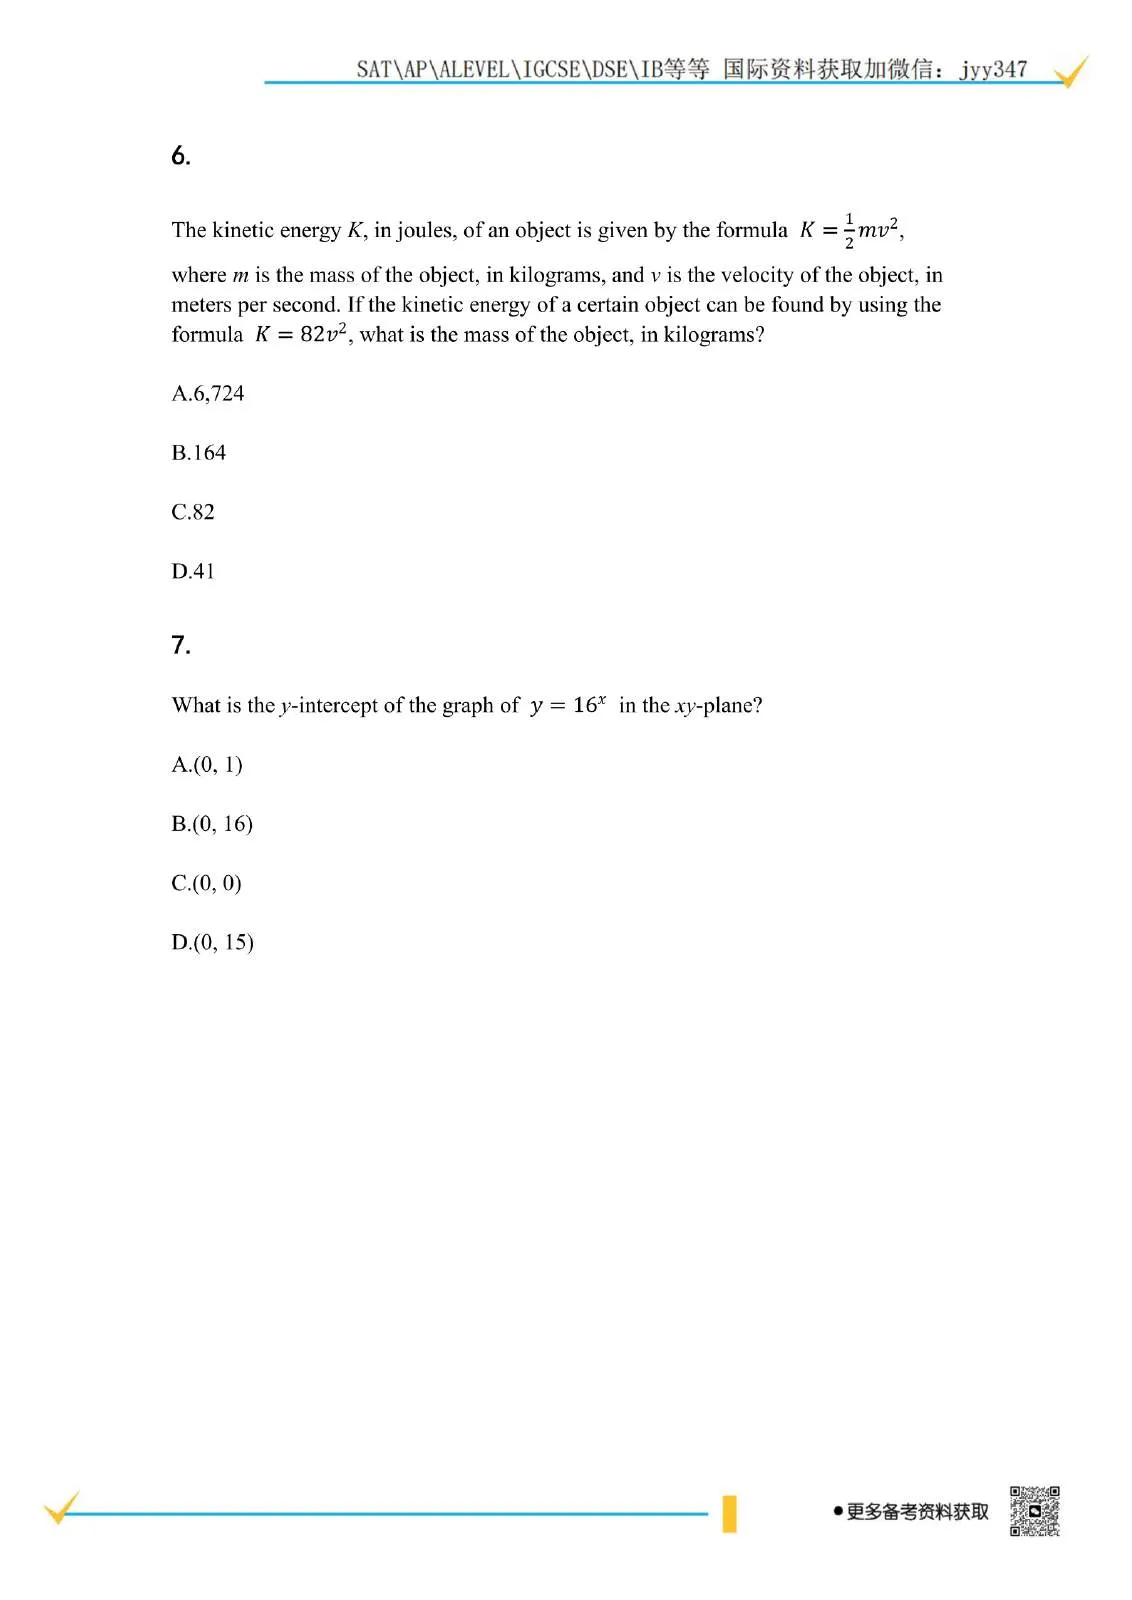 SAT\AP\ALEVEL\IGCSE\DSE\IB等等 国际资料获取加微信：jyy347
6.
The kinetic energy K, in joules, of an object is given by the formula K = 1/2 mv²,
where m is the mass of the object, in kilograms, and v is the velocity of the object, in
meters per second. If the kinetic energy of a certain object can be found by using the
formula K = 82v², what is the mass of the object, in kilograms?
A.6,724
B.164
C.82
D.41
7.
What is the y-intercept of the graph of y = 16ˣ in the xy-plane?
A.(0, 1)
B.(0, 16)
C.(0, 0)
D.(0, 15)
●更多备考资料获取